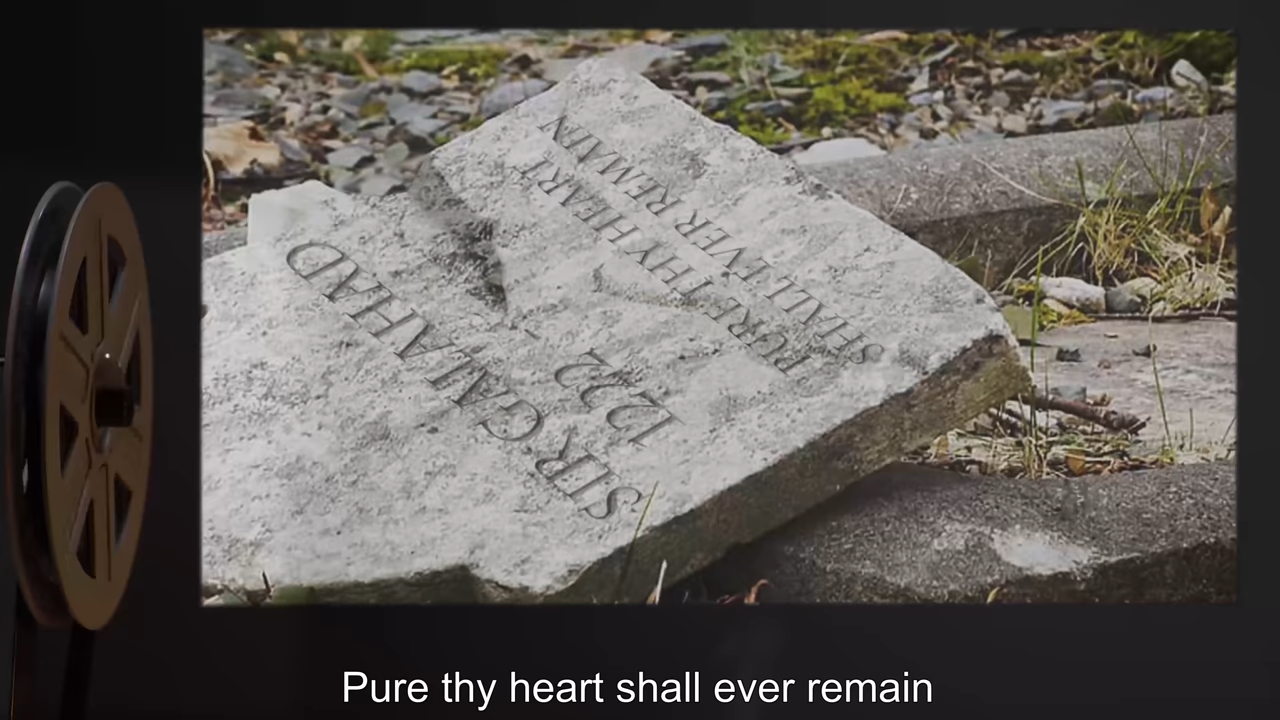 SIR GALAHAD
1222 -
PURE THY HEART
SHALL EVER REMAIN
Pure thy heart shall ever remain